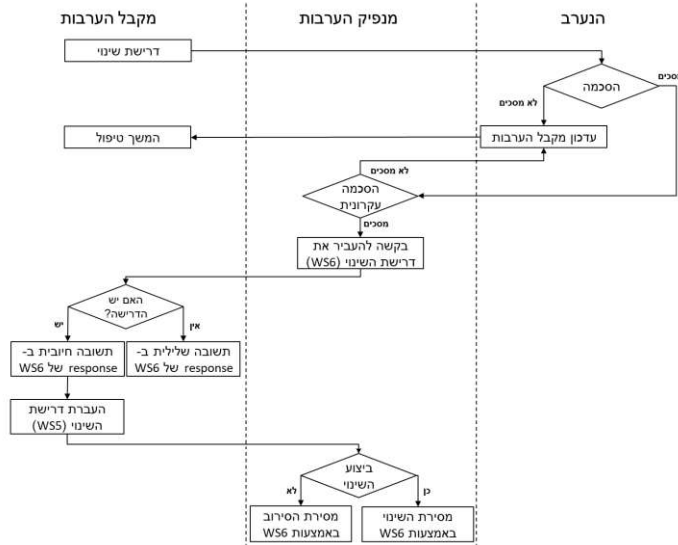 הנערב
מנפיק הערבות
מקבל הערבות
דרישת שינוי
הסכמה
לא מסכים
עדכון מקבל הערבות
המשך טיפול
לא מסכים
הסכמה
עקרונית
מסכים
בקשה להעביר את
דרישת השינוי (WS6)
האם יש
הדרישה?
יש
אין
תשובה חיובית ב-
response של WS6
תשובה שלילית ב-
response של WS6
העברת דרישת
השינוי (WS5)
ביצוע
השינוי
לא
כן
מסירת הסירוב
באמצעות WS6
מסירת השינוי
באמצעות WS6